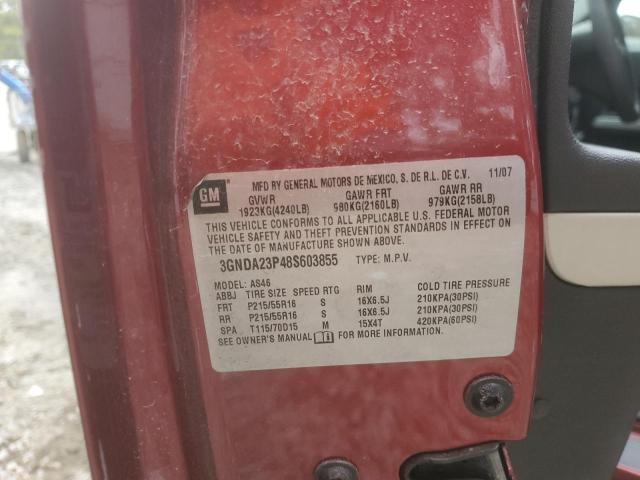 GM
MFD BY GENERAL MOTORS DE MEXICO, S. DE R.L. DE C.V. 11/07
GVWR GAWR FRT GAWR RR
1923KG(4240LB) 980KG(2160LB) 979KG(2158LB)
THIS VEHICLE CONFORMS TO ALL APPLICABLE U.S. FEDERAL MOTOR
VEHICLE SAFETY AND THEFT PREVENTION STANDARDS IN EFFECT ON
THE DATE OF MANUFACTURE SHOWN ABOVE.
3GNDA23P48S603855 TYPE: M.P.V.
MODEL: AS46
ABBJ TIRE SIZE SPEED RTG RIM COLD TIRE PRESSURE
FRT P215/55R16 S 16X6.5J 210KPA(30PSI)
RR P215/55R16 S 16X6.5J 210KPA(30PSI)
SPA T115/70D15 M 15X4T 420KPA(60PSI)
SEE OWNER'S MANUAL FOR MORE INFORMATION.